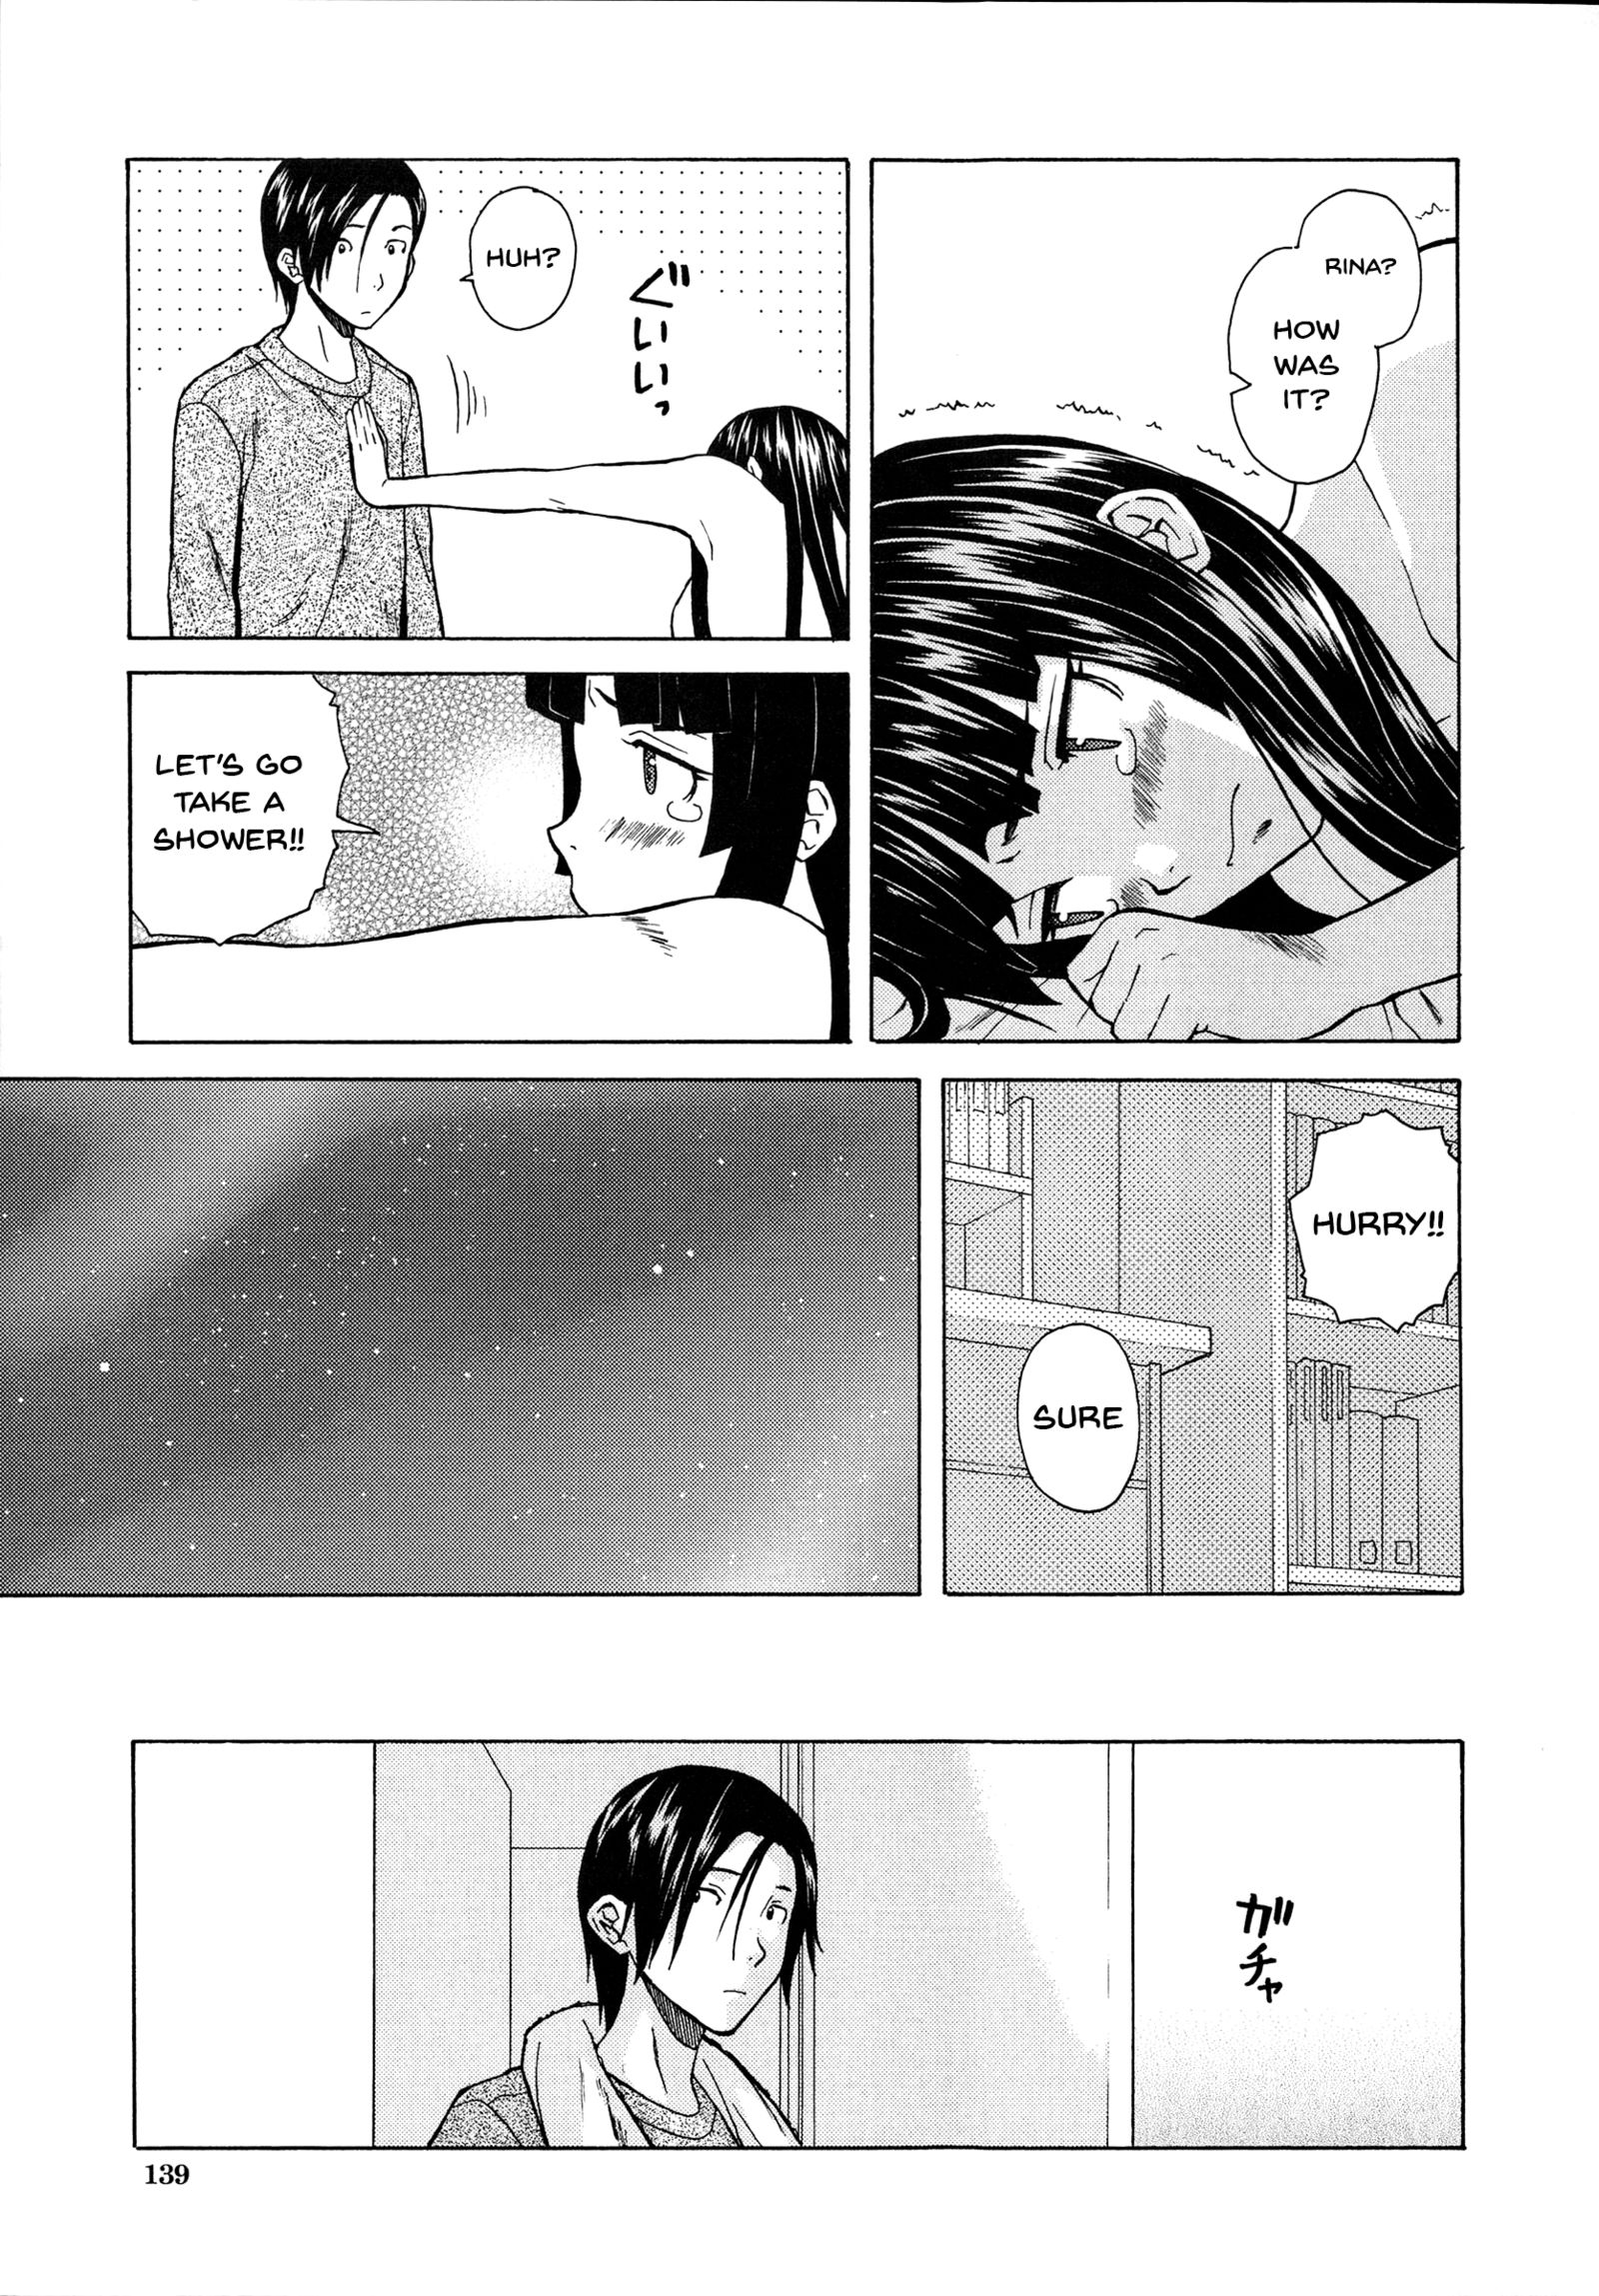 RINA?
HOW
WAS
IT?
HUH?
ぐいいっ
LET'S GO
TAKE A
SHOWER!!
HURRY!!
SURE
ガチャ
139